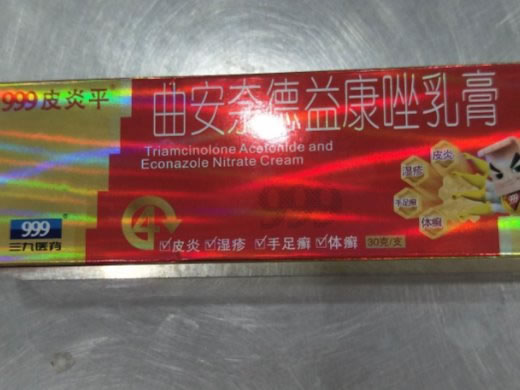 999皮炎平
曲安奈德益康唑乳膏
Triamcinolone Acetonide and
Econazole Nitrate Cream
皮炎
湿疹
手足癣
体癣
999
999
三九医药
4
皮炎 湿疹 手足癣 体癣 30克/支